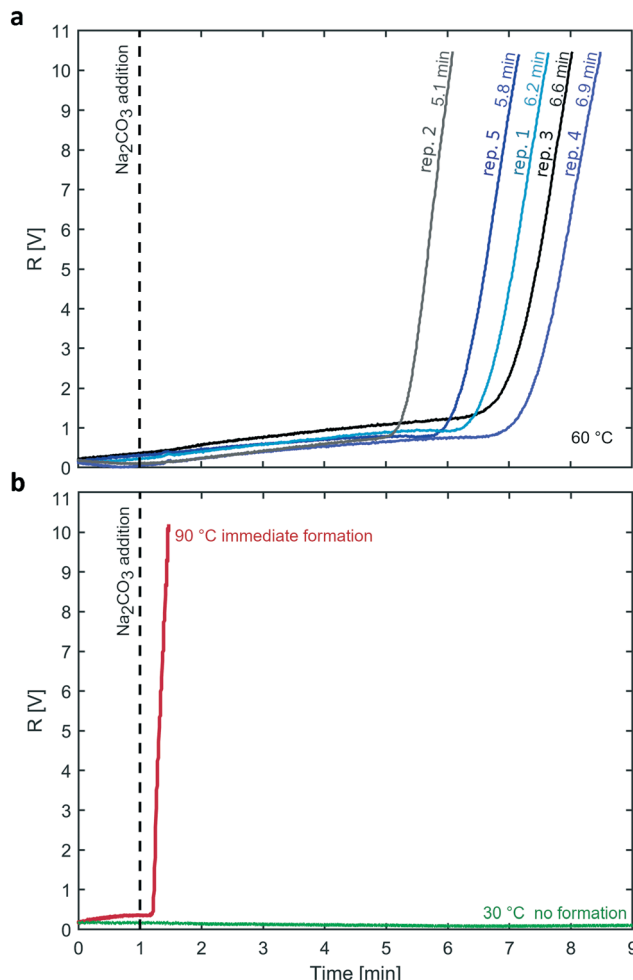 a
11
10
9
8
7
6
5
4
3
2
1
0
R [V]
Na2CO3 addition
rep. 2 5.1 min
rep. 5 5.8 min
rep. 1 6.2 min
rep. 3 6.6 min
rep. 4 6.9 min
60 °C
b
11
10
9
8
7
6
5
4
3
2
1
0
R [V]
Na2CO3 addition
90 °C immediate formation
30 °C no formation
0 1 2 3 4 5 6 7 8 9
Time [min]